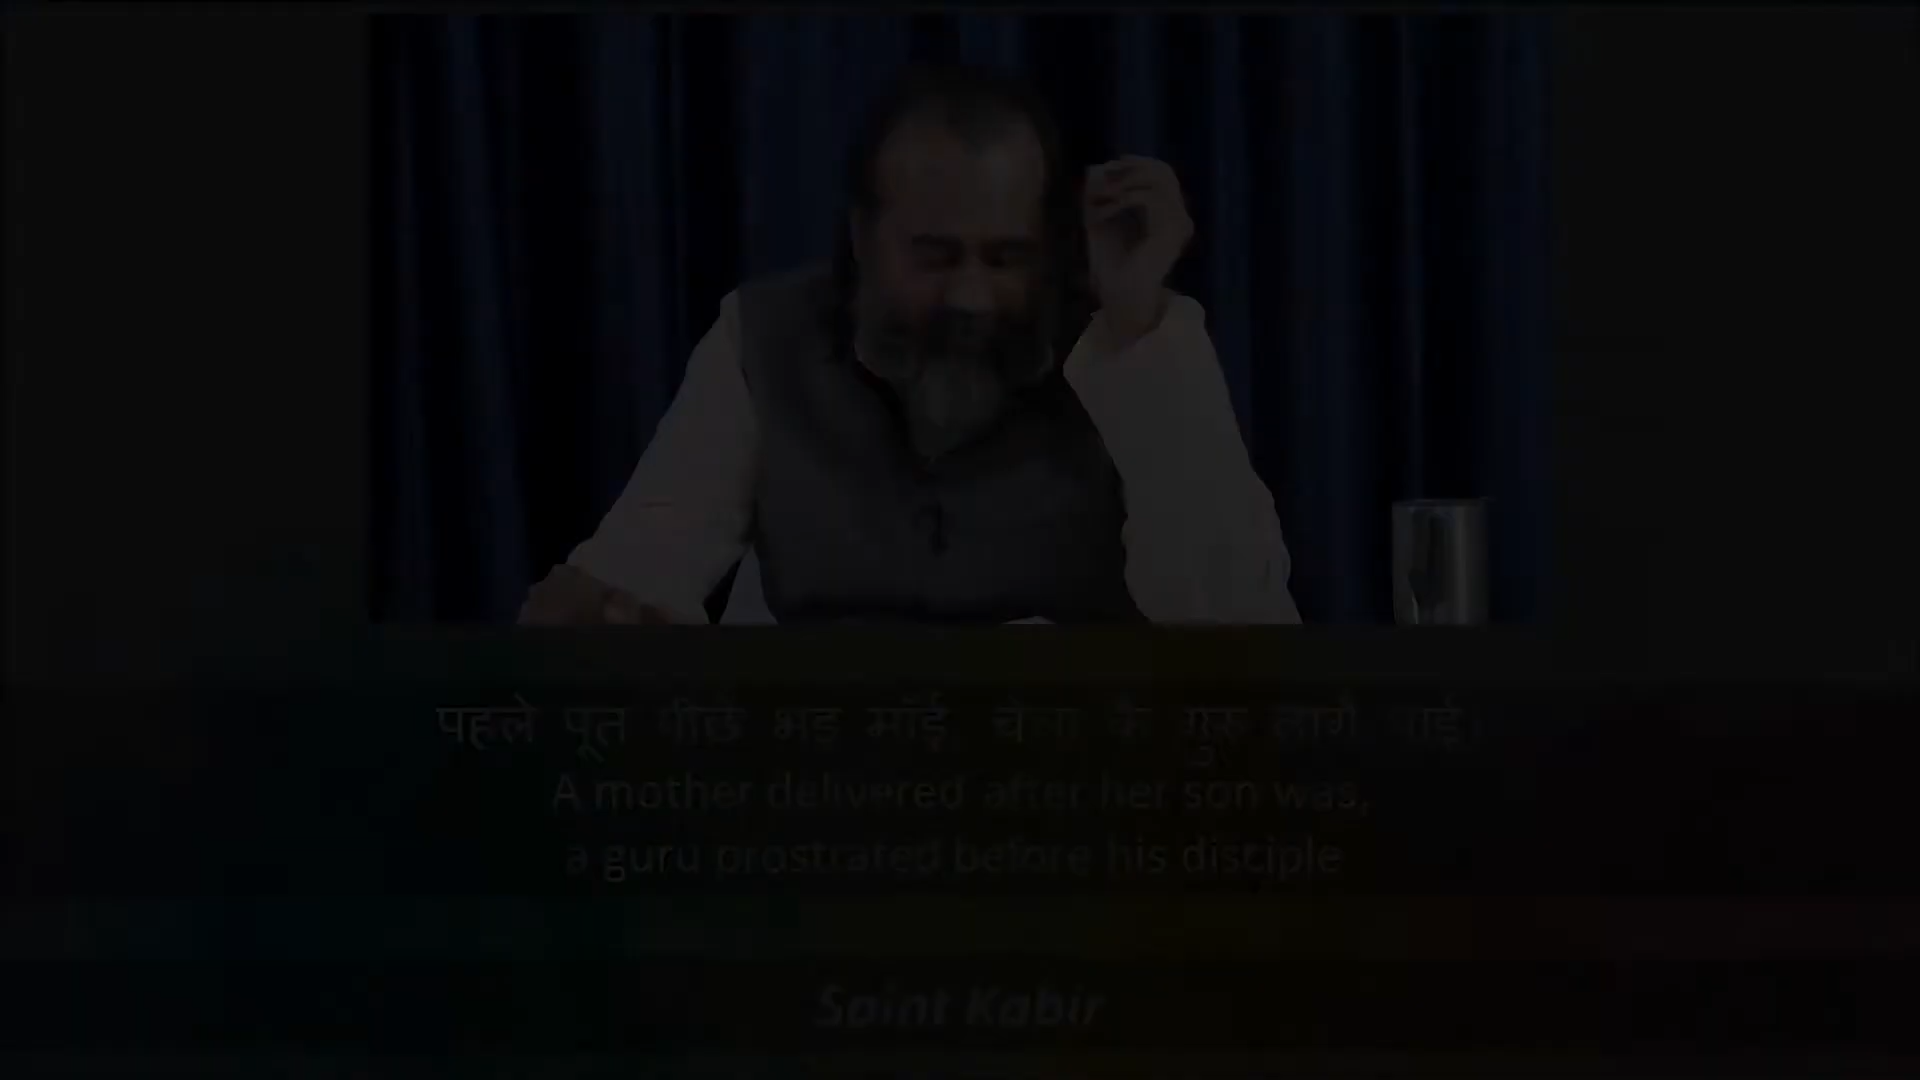 पहले पूत पीछे भइ माँई चेला के गुरु लागै पाई।
A mother delivered after her son was,
a guru prostrated before his disciple
Saint Kabir